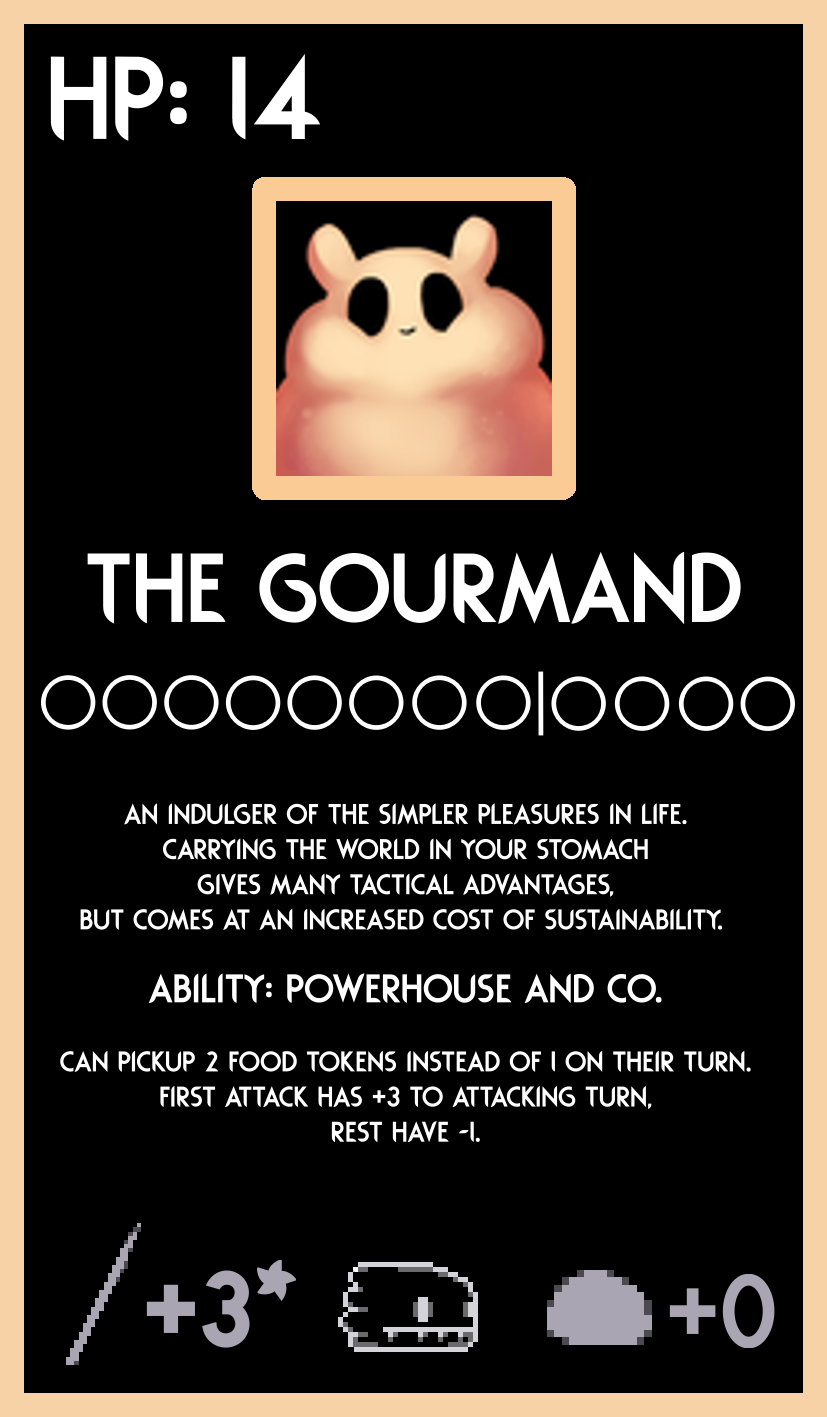 HP: 14
THE GOURMAND
AN INDULGER OF THE SIMPLER PLEASURES IN LIFE.
CARRYING THE WORLD IN YOUR STOMACH
GIVES MANY TACTICAL ADVANTAGES,
BUT COMES AT AN INCREASED COST OF SUSTAINABILITY.
ABILITY: POWERHOUSE AND CO.
CAN PICKUP 2 FOOD TOKENS INSTEAD OF 1 ON THEIR TURN.
FIRST ATTACK HAS +3 TO ATTACKING TURN,
REST HAVE -1.
+3* +0